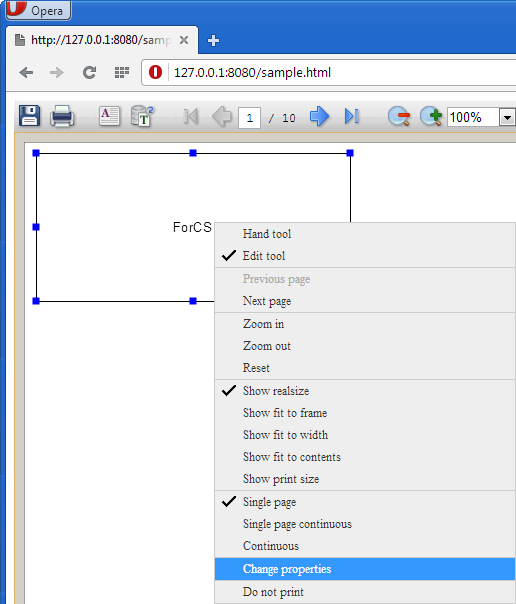 Opera
http://127.0.0.1:8080/samp
127.0.0.1:8080/sample.html
A T 1 / 10 100%
ForCS
Hand tool
Edit tool
Previous page
Next page
Zoom in
Zoom out
Reset
Show realsize
Show fit to frame
Show fit to width
Show fit to contents
Show print size
Single page
Single page continuous
Continuous
Change properties
Do not print